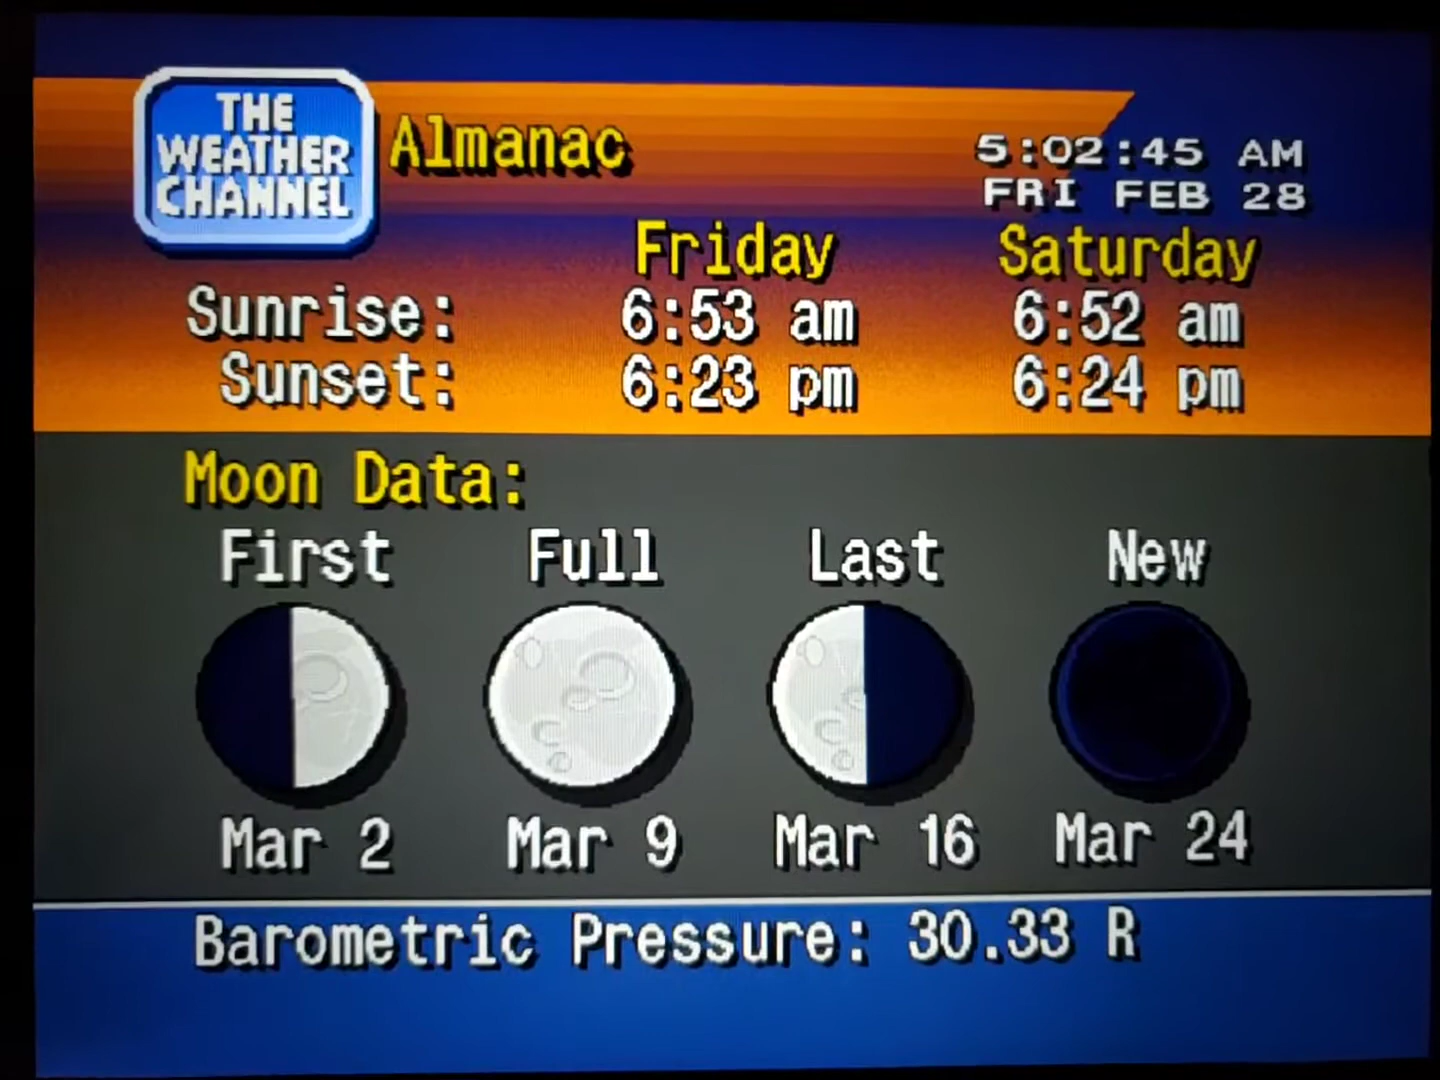 THE
WEATHER
CHANNEL
Almanac
5:02:45 AM
FRI FEB 28
Friday Saturday
Sunrise: 6:53 am 6:52 am
Sunset: 6:23 pm 6:24 pm
Moon Data:
First Full Last New
Mar 2 Mar 9 Mar 16 Mar 24
Barometric Pressure: 30.33 R